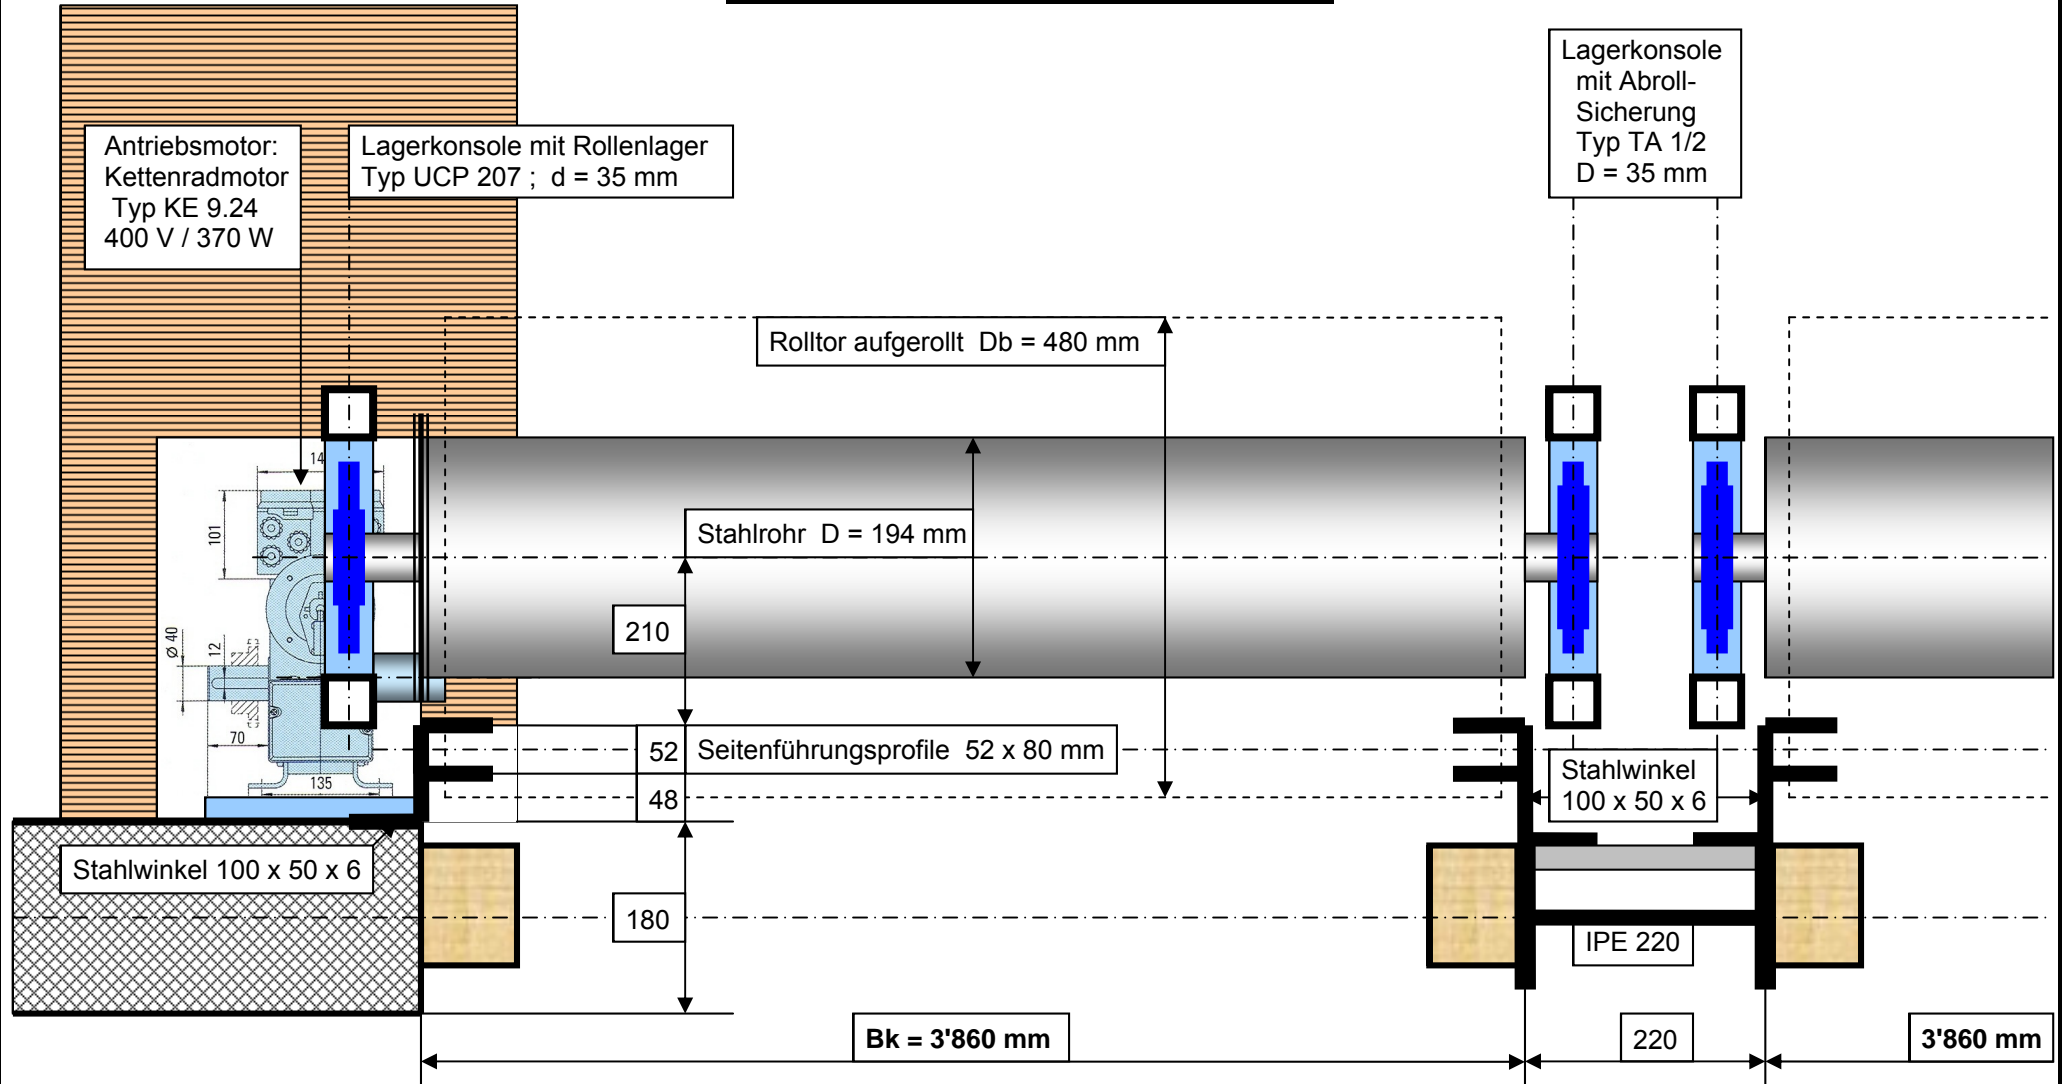 Lagerkonsole
mit Abroll-
Sicherung
Typ TA 1/2
D = 35 mm
Antriebsmotor:
Kettenradmotor
Typ KE 9.24
400 V / 370 W
Lagerkonsole mit Rollenlager
Typ UCP 207 ; d = 35 mm
Rolltor aufgerollt Db = 480 mm
14
101
Stahlrohr D = 194 mm
210
Ø 40
12
70
135
52
Seitenführungsprofile 52 x 80 mm
48
Stahlwinkel
100 x 50 x 6
Stahlwinkel 100 x 50 x 6
180
IPE 220
Bk = 3'860 mm
220
3'860 mm